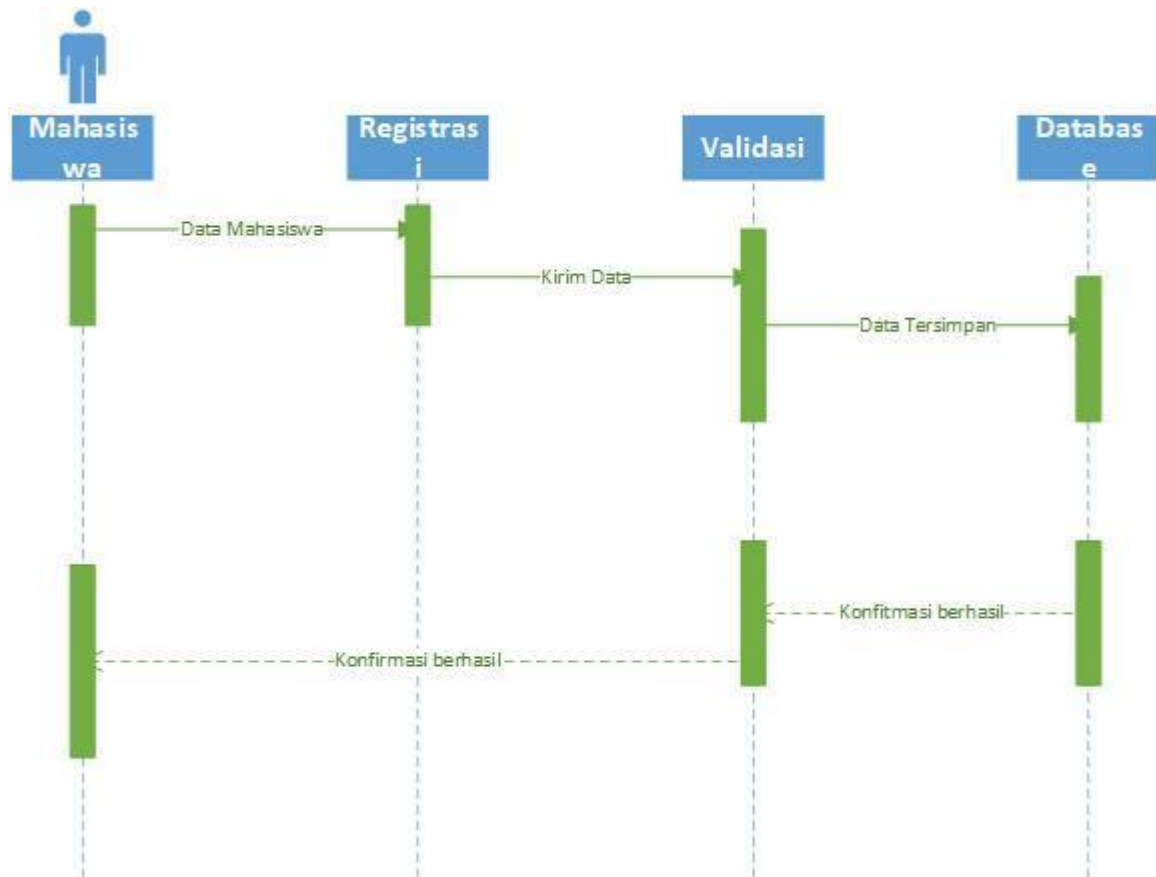 Mahasis
wa
Registras
i
Validasi
Databas
e
Data Mahasiswa
Kirim Data
Data Tersimpan
Konfitmasi berhasil
Konfirmasi berhasil